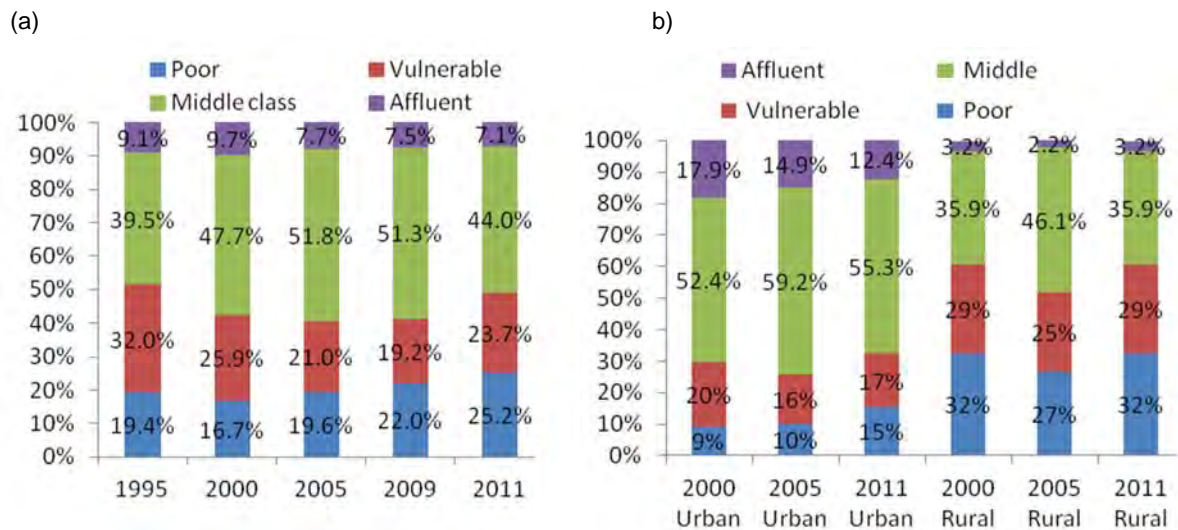 (a)
Poor Vulnerable
Middle class Affluent
100%
90%
80%
70%
60%
50%
40%
30%
20%
10%
0%
9.1% 9.7% 7.7% 7.5% 7.1%
39.5% 47.7% 51.8% 51.3% 44.0%
32.0% 25.9% 21.0% 19.2% 23.7%
19.4% 16.7% 19.6% 22.0% 25.2%
1995 2000 2005 2009 2011
b)
Affluent Middle
Vulnerable Poor
100%
90%
80%
70%
60%
50%
40%
30%
20%
10%
0%
17.9% 14.9% 12.4% 3.2% 2.2% 3.2%
52.4% 59.2% 55.3% 35.9% 46.1% 35.9%
20% 16% 17% 29% 25% 29%
9% 10% 15% 32% 27% 32%
2000 2005 2011 2000 2005 2011
Urban Urban Urban Rural Rural Rural